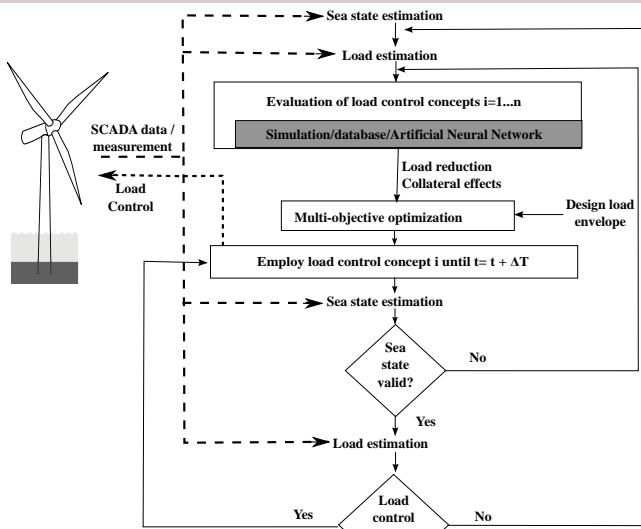 Sea state estimation
Load estimation
Evaluation of load control concepts i=1...n
Simulation/database/Artificial Neural Network
SCADA data /
measurement
Load
Control
Load reduction
Collateral effects
Multi-objective optimization
Design load
envelope
Employ load control concept i until t= t + ΔT
Sea state estimation
Sea
state
valid?
No
Yes
Load estimation
Load
control
Yes
No